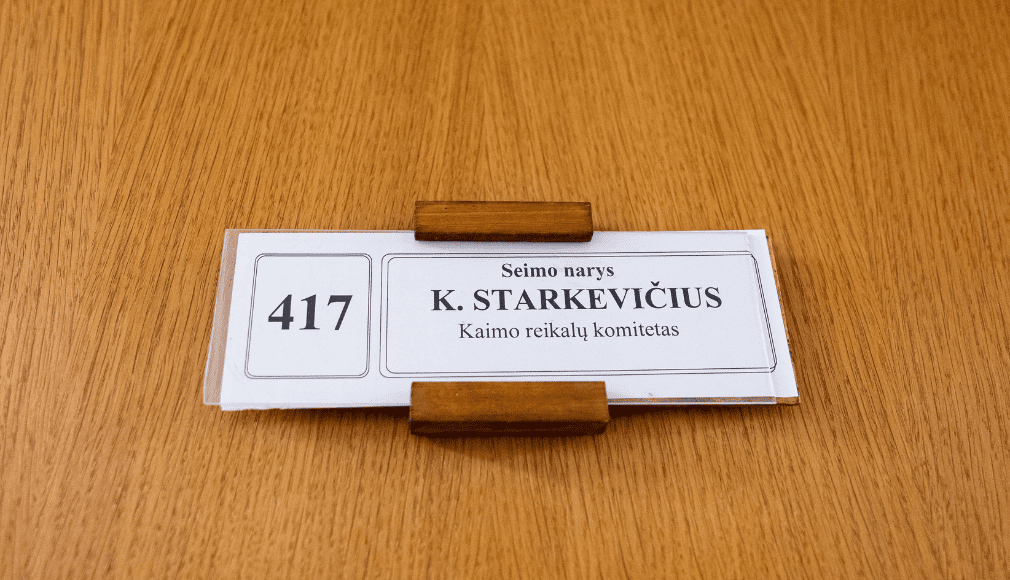 417
Seimo narys
K. STARKEVIČIUS
Kaimo reikalų komitetas